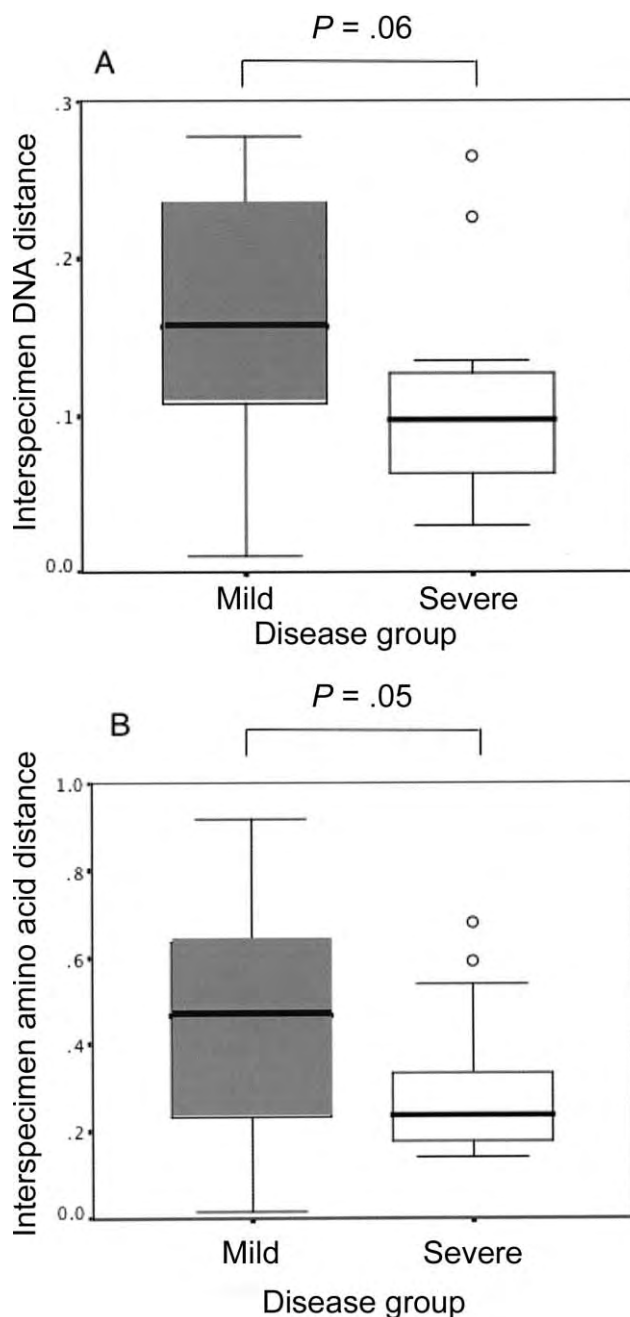 P = .06
A
.3
.2
.1
0.0
Interspecimen DNA distance
Mild Severe
Disease group
P = .05
B
1.0
.8
.6
.4
.2
0.0
Interspecimen amino acid distance
Mild Severe
Disease group